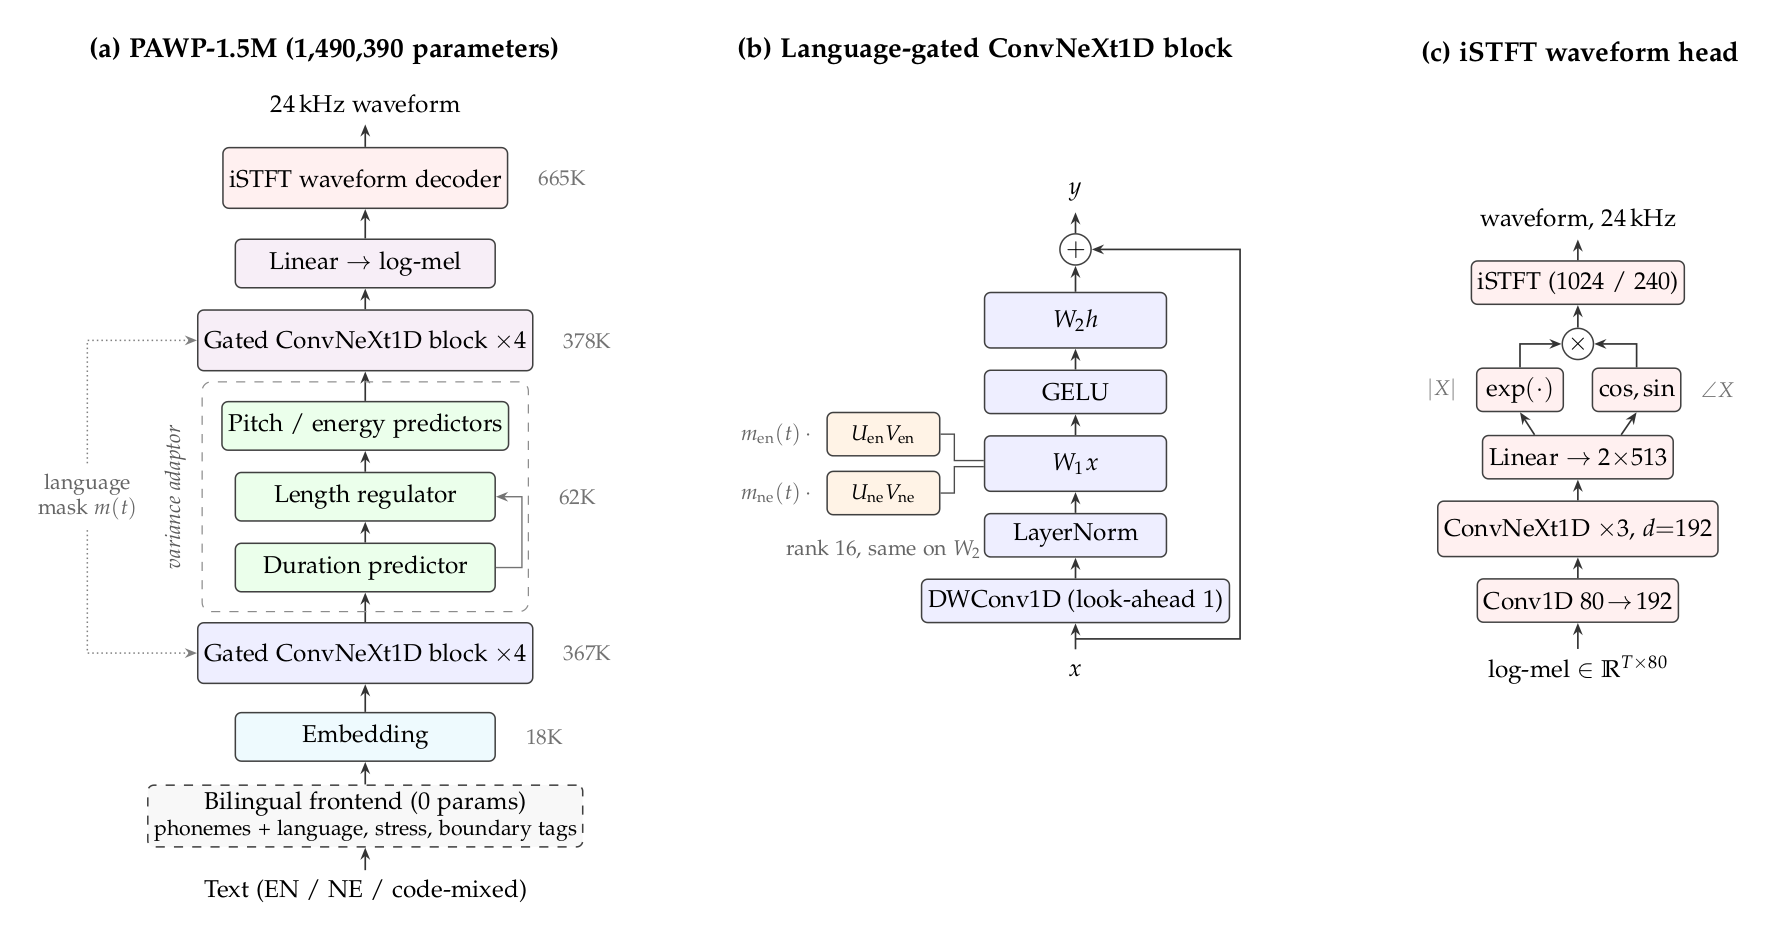 (a) PAWP-1.5M (1,490,390 parameters)
24 kHz waveform
iSTFT waveform decoder
665K
Linear → log-mel
Gated ConvNeXt1D block ×4
378K
Pitch / energy predictors
Length regulator
62K
Duration predictor
variance adaptor
language
mask m(t)
Gated ConvNeXt1D block ×4
367K
Embedding
18K
Bilingual frontend (0 params)
phonemes + language, stress, boundary tags
Text (EN / NE / code-mixed)
(b) Language-gated ConvNeXt1D block
y
+
W₂h
GELU
m_en(t) ·
U_enV_en
W₁x
m_ne(t) ·
U_neV_ne
LayerNorm
rank 16, same on W₂
DWConv1D (look-ahead 1)
x
(c) iSTFT waveform head
waveform, 24 kHz
iSTFT (1024 / 240)
×
|X|
exp(·)
cos, sin
∠X
Linear → 2×513
ConvNeXt1D ×3, d=192
Conv1D 80→192
log-mel ∈ ℝ^{T×80}